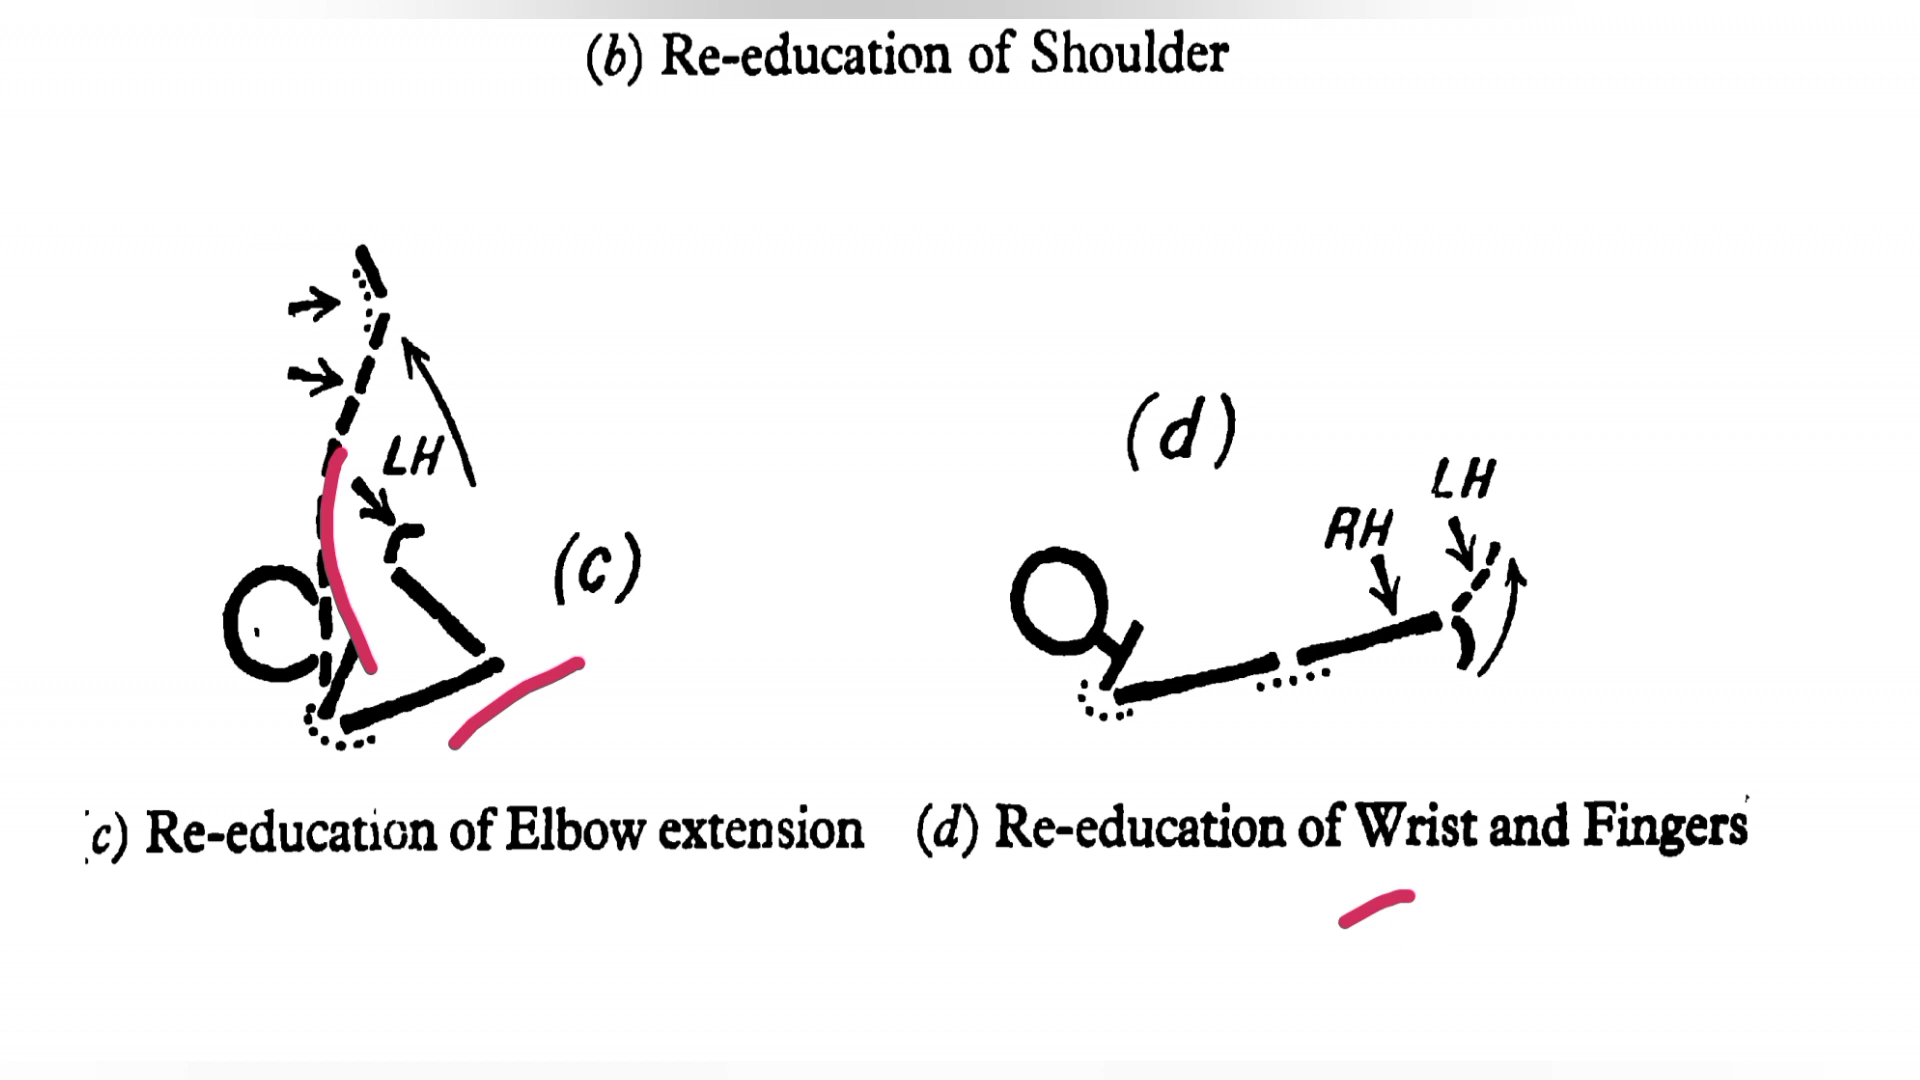 (b) Re-education of Shoulder
LH
(c)
(d)
RH
LH
c) Re-education of Elbow extension
(d) Re-education of Wrist and Fingers